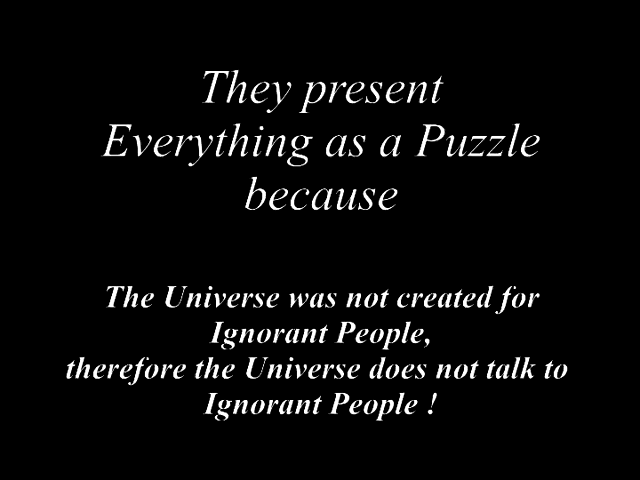 They present
Everything as a Puzzle
because
The Universe was not created for
Ignorant People,
therefore the Universe does not talk to
Ignorant People !